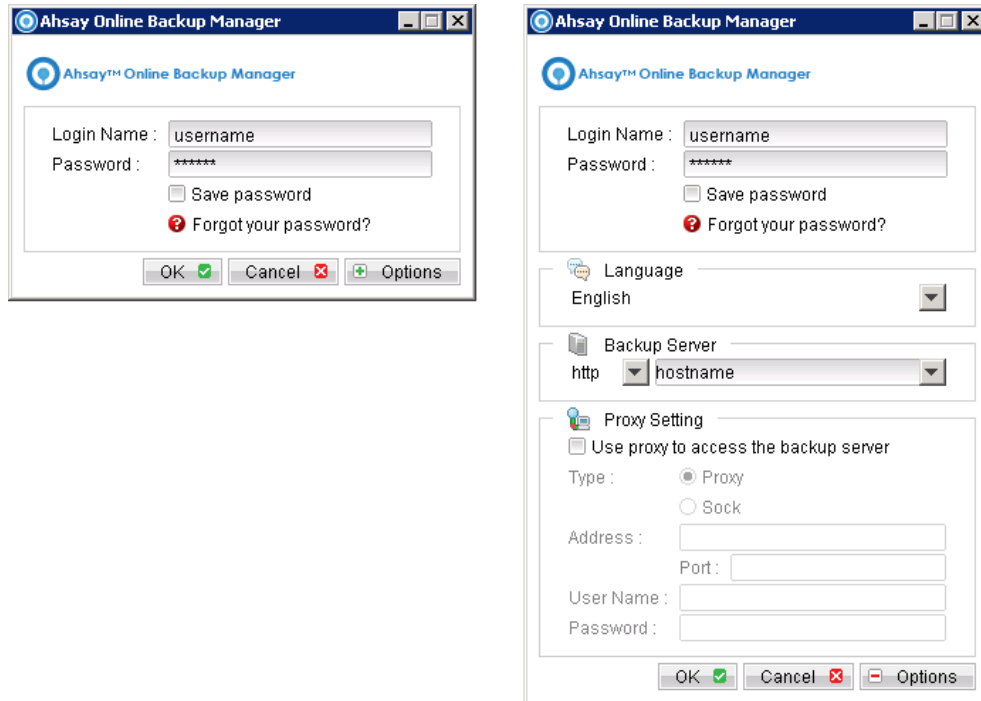 Ahsay Online Backup Manager
Ahsay™ Online Backup Manager
Login Name : username
Password : ******
Save password
Forgot your password?
OK Cancel Options
Ahsay Online Backup Manager
Ahsay™ Online Backup Manager
Login Name : username
Password : ******
Save password
Forgot your password?
Language
English
Backup Server
http hostname
Proxy Setting
Use proxy to access the backup server
Type : Proxy
Sock
Address :
Port :
User Name :
Password :
OK Cancel Options